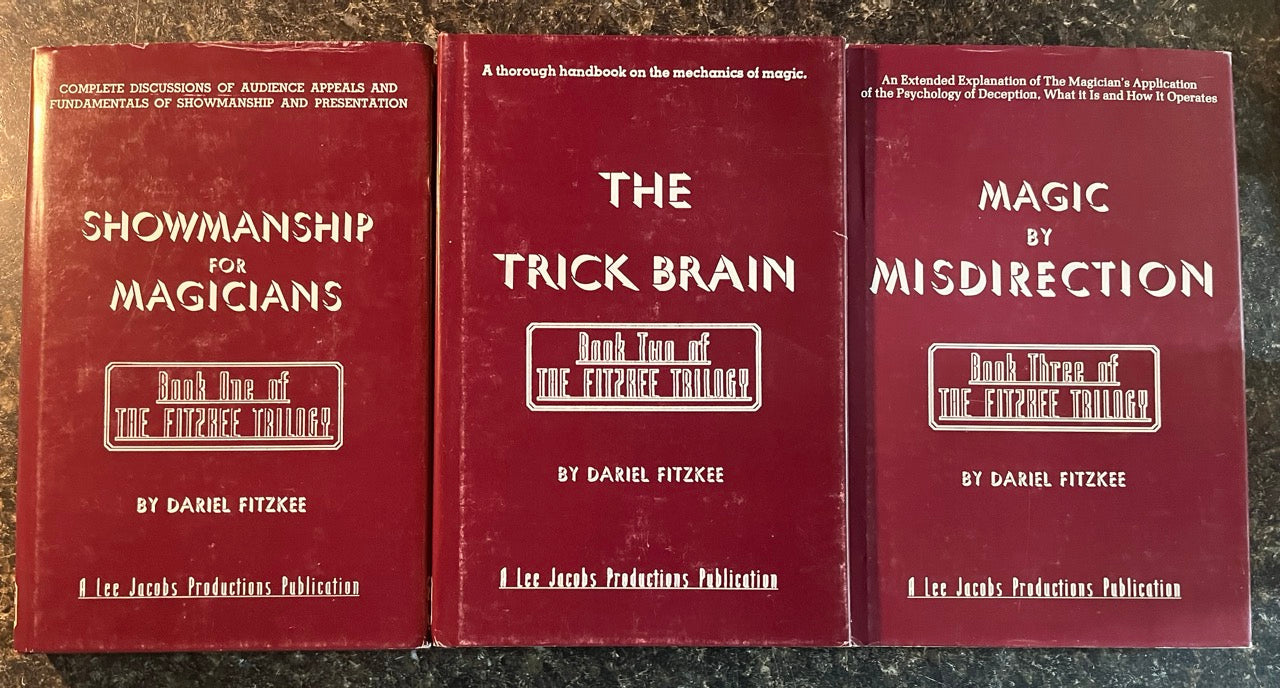 COMPLETE DISCUSSIONS OF AUDIENCE APPEALS AND
FUNDAMENTALS OF SHOWMANSHIP AND PRESENTATION
SHOWMANSHIP
FOR
MAGICIANS
Book One of
THE FITZKEE TRILOGY
BY DARIEL FITZKEE
A Lee Jacobs Productions Publication
A thorough handbook on the mechanics of magic.
THE
TRICK BRAIN
Book Two of
THE FITZKEE TRILOGY
BY DARIEL FITZKEE
A Lee Jacobs Productions Publication
An Extended Explanation of The Magician's Application
of the Psychology of Deception, What it Is and How It Operates
MAGIC
BY
MISDIRECTION
Book Three of
THE FITZKEE TRILOGY
BY DARIEL FITZKEE
A Lee Jacobs Productions Publication